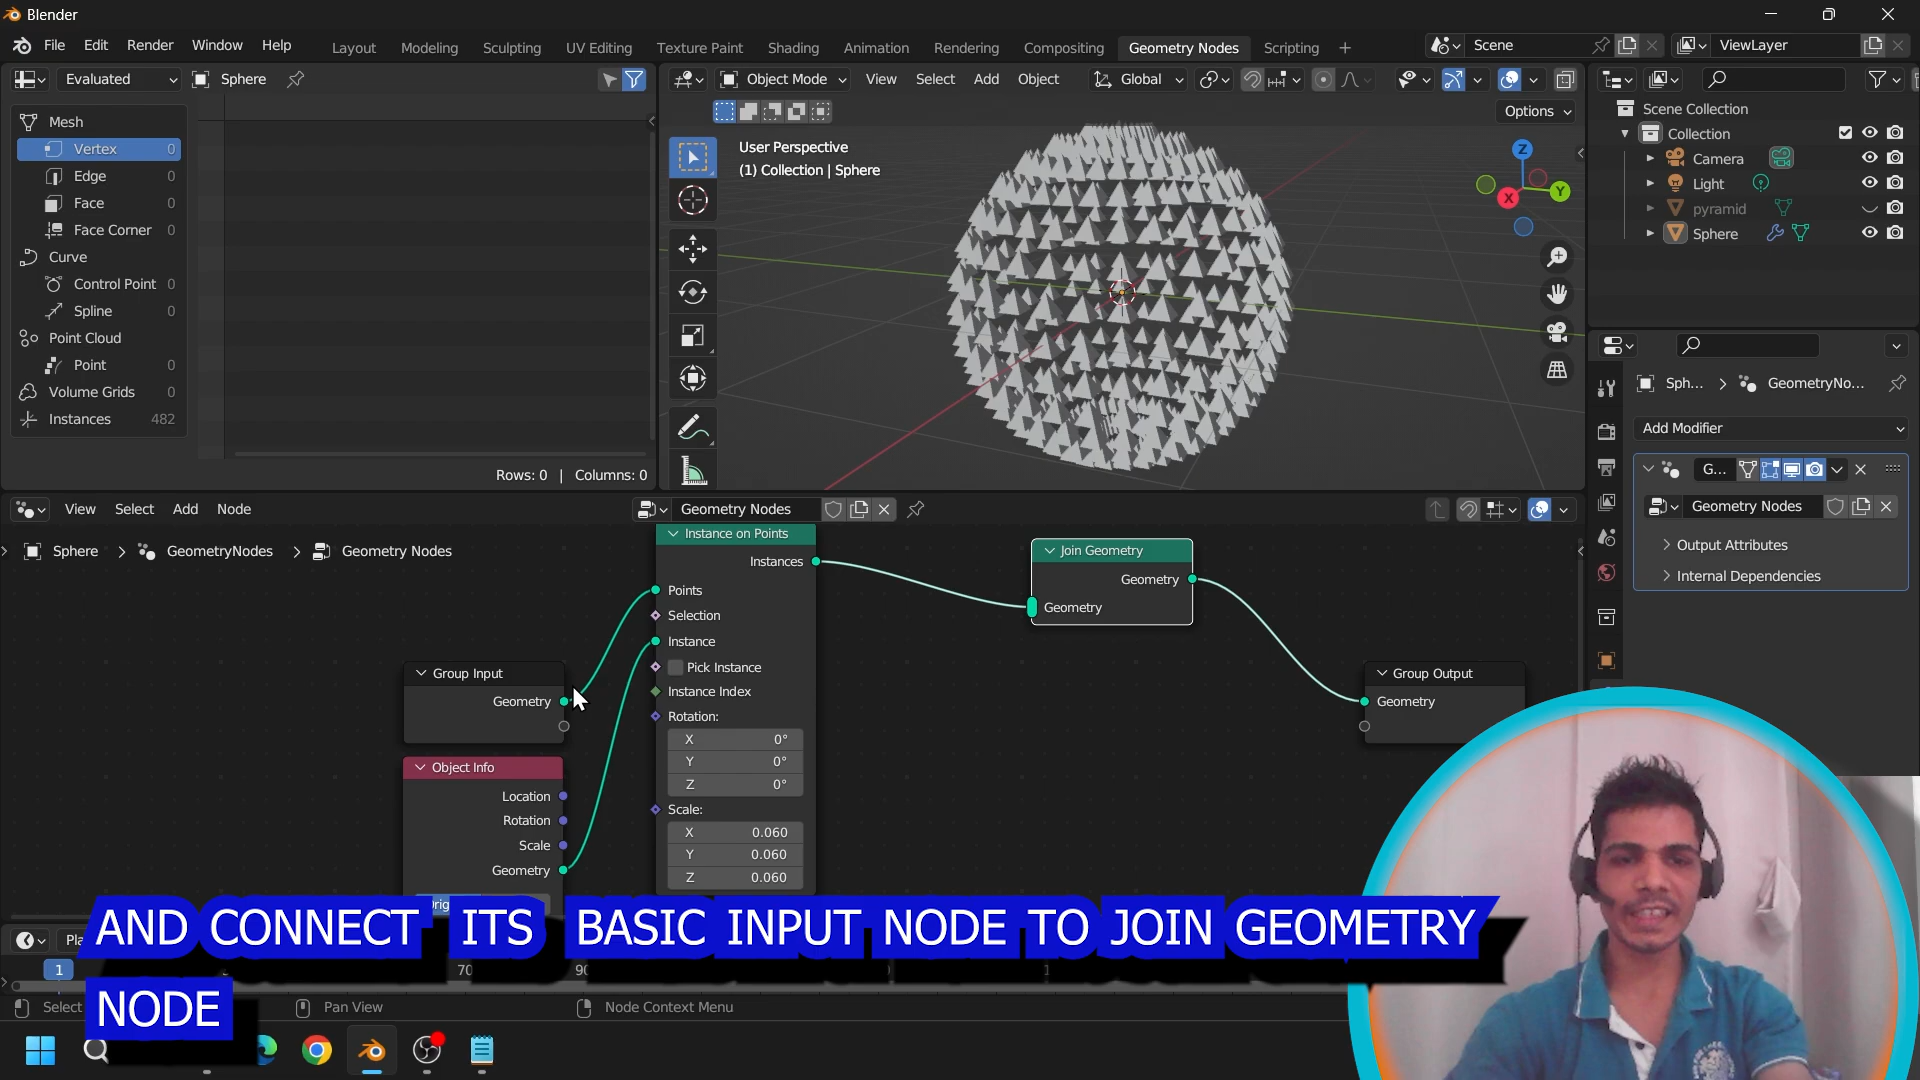 Blender
File Edit Render Window Help Layout Modeling Sculpting UV Editing Texture Paint Shading Animation Rendering Compositing Geometry Nodes Scripting + Scene ViewLayer
Evaluated Sphere Object Mode View Select Add Object Global
Options
Mesh
Vertex 0
Edge 0
Face 0
Face Corner 0
Curve
Control Point 0
Spline 0
Point Cloud
Point 0
Volume Grids 0
Instances 482
Rows: 0 | Columns: 0
User Perspective
(1) Collection | Sphere
Z
Y
X
Scene Collection
Collection
Camera
Light
pyramid
Sphere
Sph... > GeometryNo...
Add Modifier
G...
Geometry Nodes
Output Attributes
Internal Dependencies
View Select Add Node Geometry Nodes
Sphere > GeometryNodes > Geometry Nodes
Instance on Points
Instances
Points
Selection
Instance
Pick Instance
Instance Index
Rotation:
X 0°
Y 0°
Z 0°
Scale:
X 0.060
Y 0.060
Z 0.060
Join Geometry
Geometry
Geometry
Group Input
Geometry
Object Info
Location
Rotation
Scale
Geometry
Group Output
Geometry
AND CONNECT ITS BASIC INPUT NODE TO JOIN GEOMETRY
NODE
1 70
Select Pan View Node Context Menu